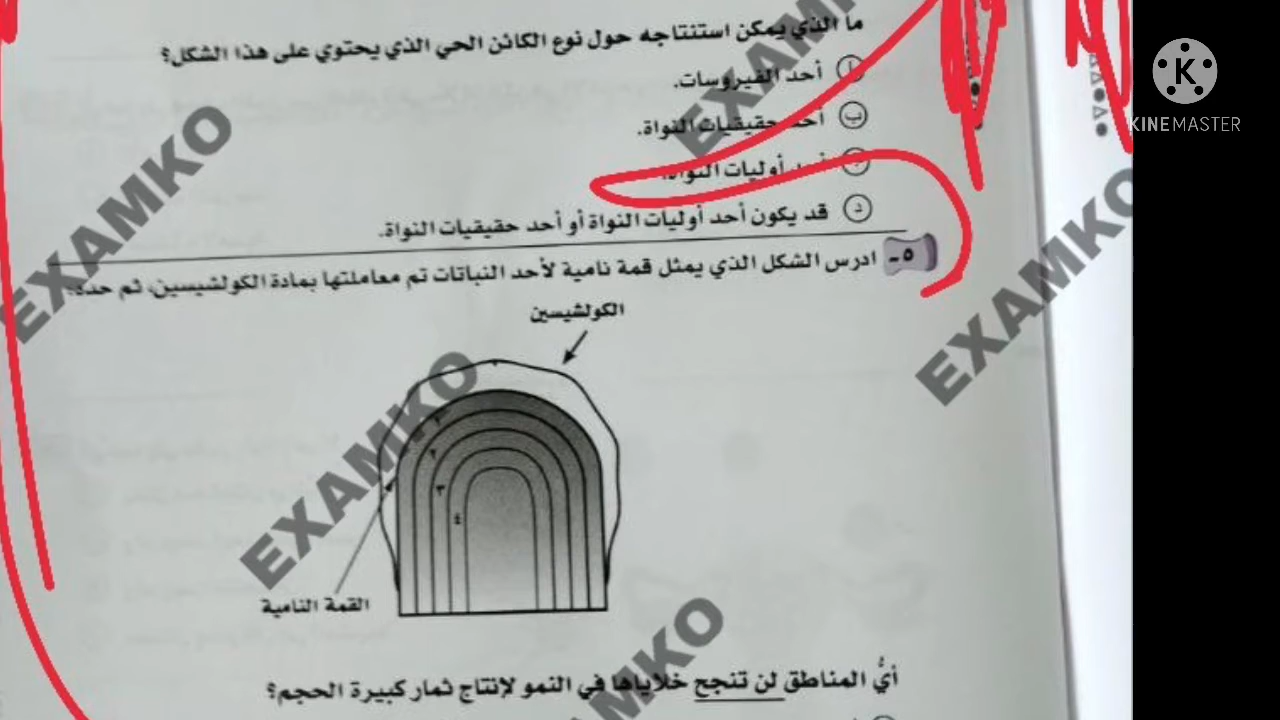 ما الذي يمكن استنتاجه حول نوع الكائن الحي الذي يحتوي على هذا الشكل؟
أ أحد الفيروسات.
ب أحد حقيقيات النواة.
أحد أوليات النواة.
د قد يكون أحد أوليات النواة أو أحد حقيقيات النواة.
٥- ادرس الشكل الذي يمثل قمة نامية لأحد النباتات تم معاملتها بمادة الكولشيسين، ثم حدد:
الكولشيسين
١
٢
٣
٤
القمة النامية
أيُّ المناطق لن تنجح خلاياها في النمو لإنتاج ثمار كبيرة الحجم؟
EXAMKO
EXAMKO
EXAMKO
EXAMKO
EXAMKO
K
KINEMASTER